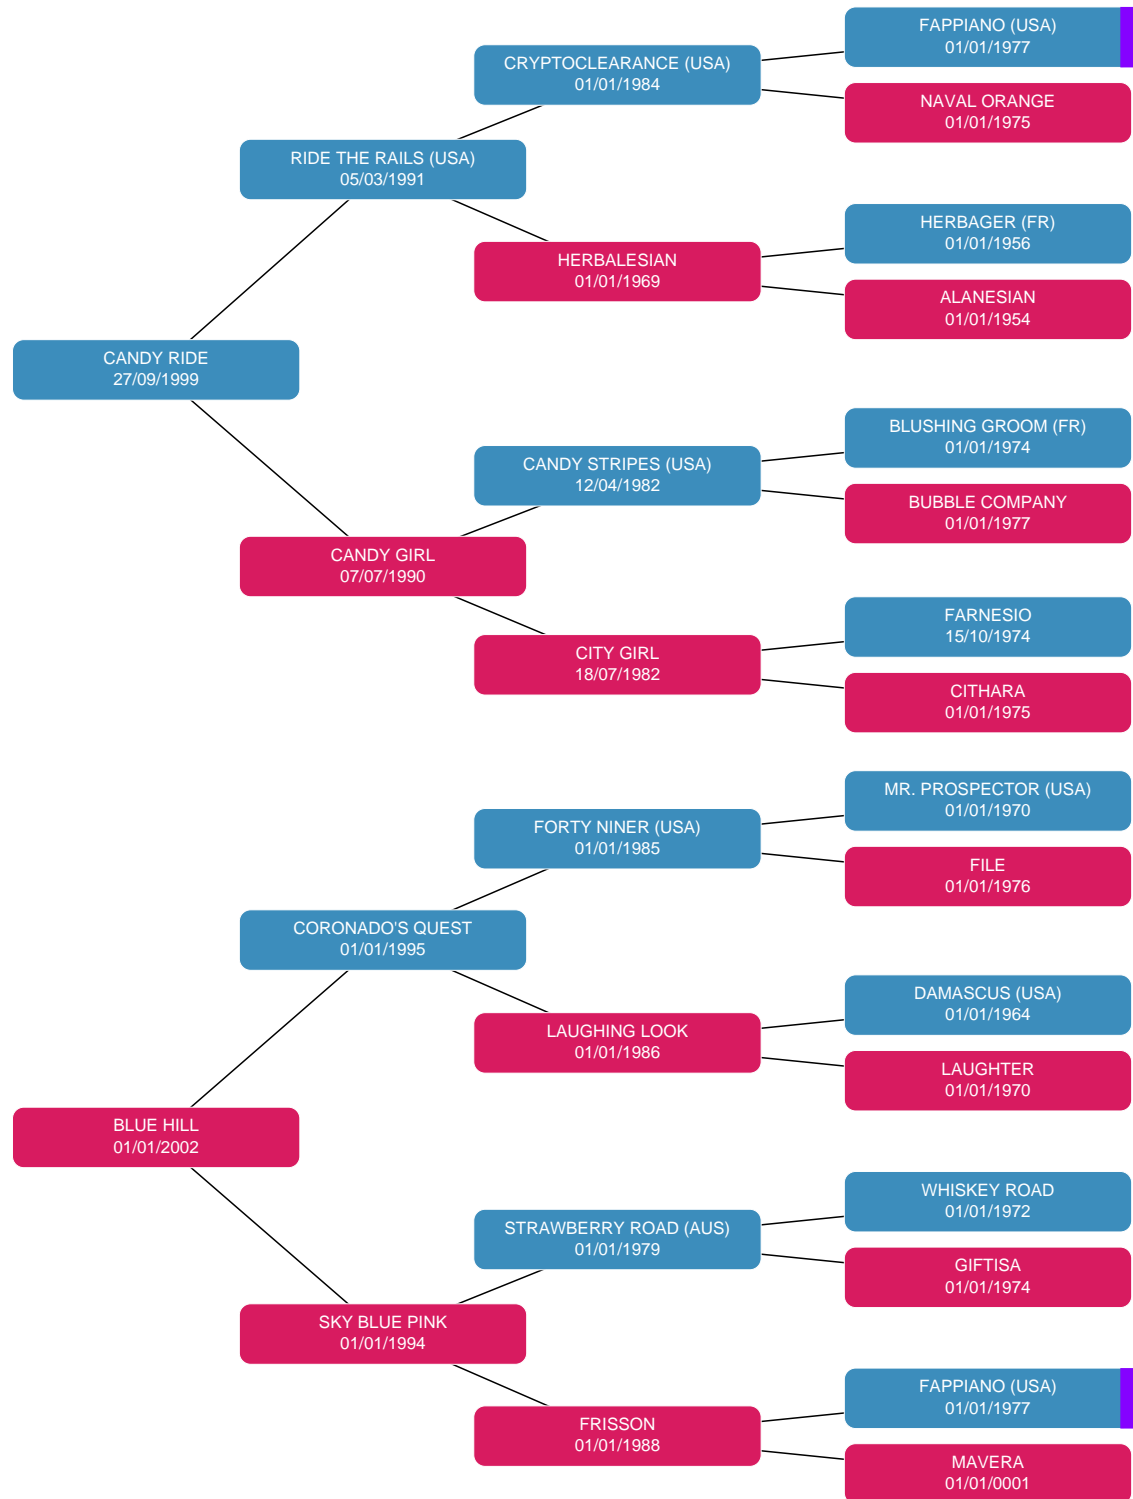 FAPPIANO (USA)
01/01/1977
CRYPTOCLEARANCE (USA)
01/01/1984
NAVAL ORANGE
01/01/1975
RIDE THE RAILS (USA)
05/03/1991
HERBAGER (FR)
01/01/1956
HERBALESIAN
01/01/1969
ALANESIAN
01/01/1954
CANDY RIDE
27/09/1999
BLUSHING GROOM (FR)
01/01/1974
CANDY STRIPES (USA)
12/04/1982
BUBBLE COMPANY
01/01/1977
CANDY GIRL
07/07/1990
FARNESIO
15/10/1974
CITY GIRL
18/07/1982
CITHARA
01/01/1975
MR. PROSPECTOR (USA)
01/01/1970
FORTY NINER (USA)
01/01/1985
FILE
01/01/1976
CORONADO'S QUEST
01/01/1995
DAMASCUS (USA)
01/01/1964
LAUGHING LOOK
01/01/1986
LAUGHTER
01/01/1970
BLUE HILL
01/01/2002
WHISKEY ROAD
01/01/1972
STRAWBERRY ROAD (AUS)
01/01/1979
GIFTISA
01/01/1974
SKY BLUE PINK
01/01/1994
FAPPIANO (USA)
01/01/1977
FRISSON
01/01/1988
MAVERA
01/01/0001